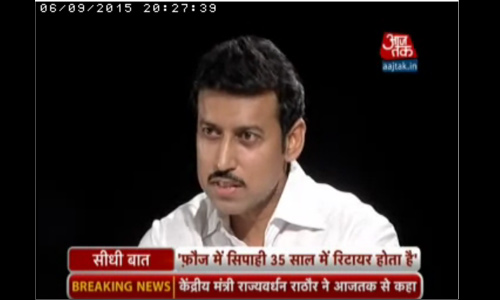 06/09/2015 20:27:39
आज तक
aajtak.in
सीधी बात 'फ़ौज में सिपाही 35 साल में रिटायर होता है'
BREAKING NEWS केंद्रीय मंत्री राज्यवर्धन राठौर ने आजतक से कहा